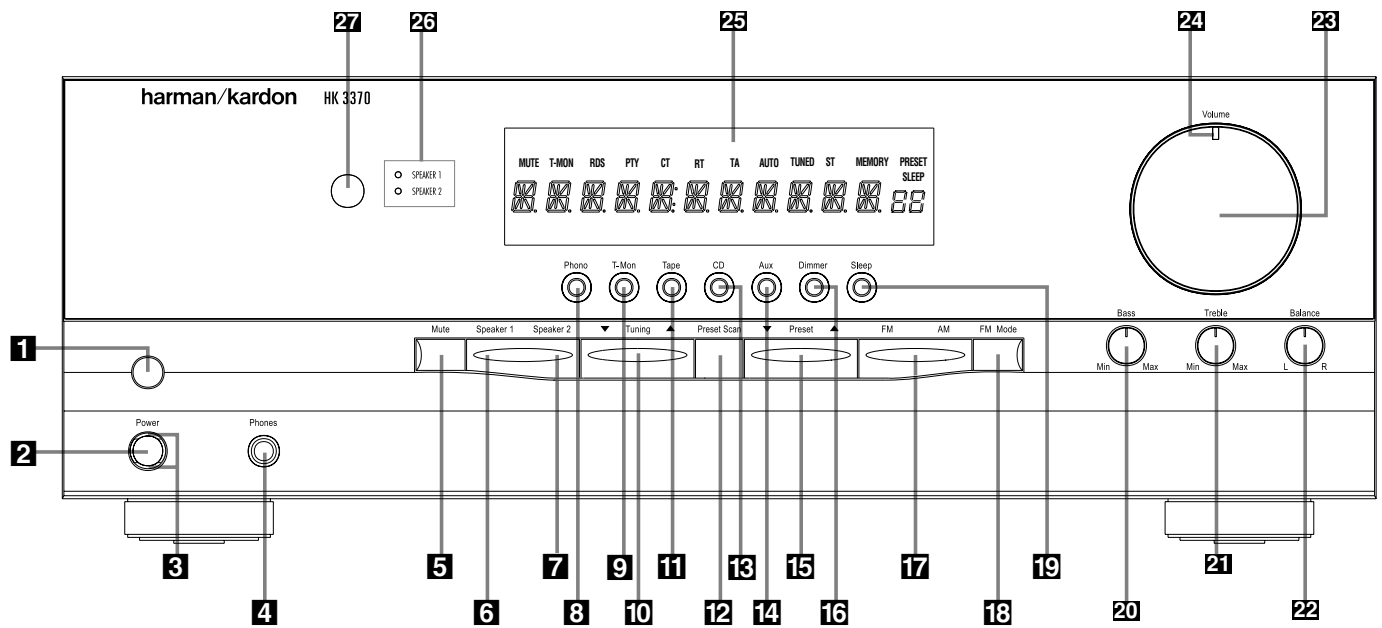 27 26 25 24 23
harman/kardon HK 3370
Volume
SPEAKER 1
SPEAKER 2
MUTE T-MON RDS PTY CT RT TA AUTO TUNED ST MEMORY PRESET
SLEEP
Phono T-Mon Tape CD Aux Dimmer Sleep
Mute Speaker 1 Speaker 2 ▼ Tuning ▲ Preset Scan ▼ Preset ▲ FM AM FM Mode
Bass Treble Balance
Min Max Min Max L R
1
Power Phones
2
3 5 7 9 11 13 15 17 19 21
4 6 8 10 12 14 16 18 20 22